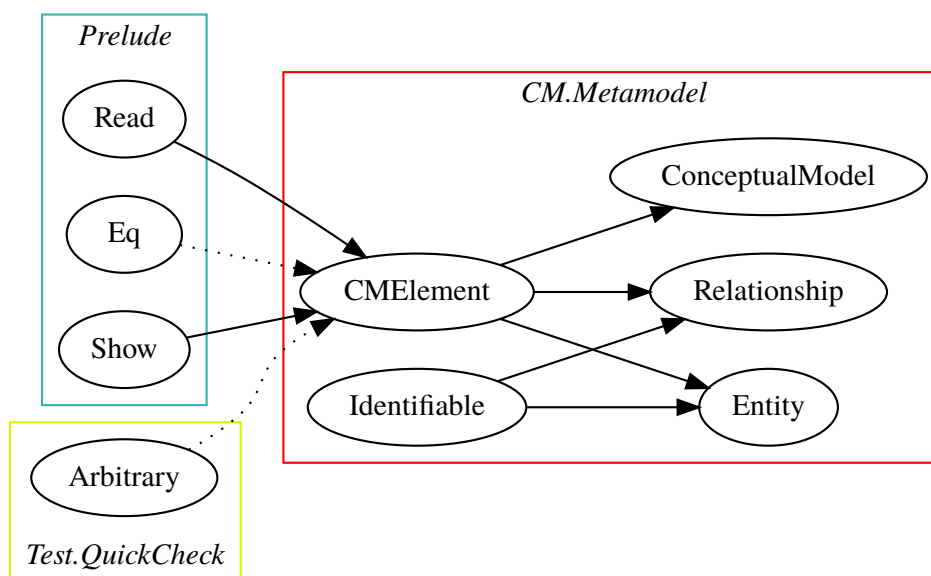 Prelude
Read
Eq
Show
Arbitrary
Test.QuickCheck
CM.Metamodel
CMElement
Identifiable
ConceptualModel
Relationship
Entity